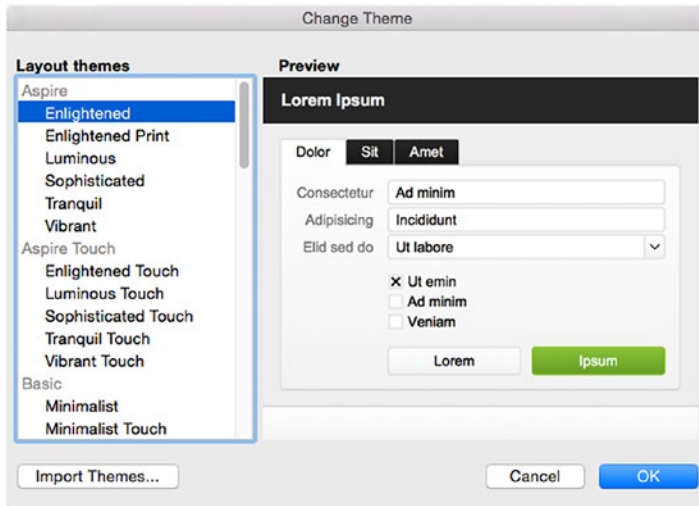 Change Theme
Layout themes
Aspire
Enlightened
Enlightened Print
Luminous
Sophisticated
Tranquil
Vibrant
Aspire Touch
Enlightened Touch
Luminous Touch
Sophisticated Touch
Tranquil Touch
Vibrant Touch
Basic
Minimalist
Minimalist Touch
Preview
Lorem Ipsum
Dolor Sit Amet
Consectetur Ad minim
Adipisicing Incididunt
Elid sed do Ut labore
Ut emin
Ad minim
Veniam
Lorem Ipsum
Import Themes... Cancel OK